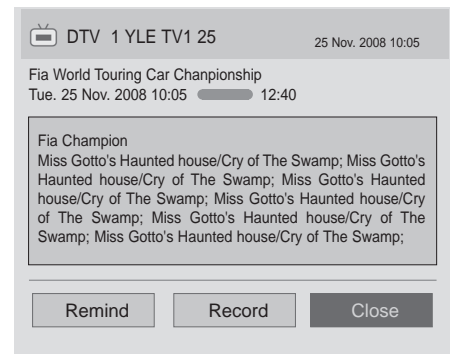 DTV 1 YLE TV1 25 25 Nov. 2008 10:05
Fia World Touring Car Chanpionship
Tue. 25 Nov. 2008 10:05 12:40
Fia Champion
Miss Gotto's Haunted house/Cry of The Swamp; Miss Gotto's
Haunted house/Cry of The Swamp; Miss Gotto's Haunted
house/Cry of The Swamp; Miss Gotto's Haunted house/Cry
of The Swamp; Miss Gotto's Haunted house/Cry of The
Swamp; Miss Gotto's Haunted house/Cry of The Swamp;
Remind Record Close